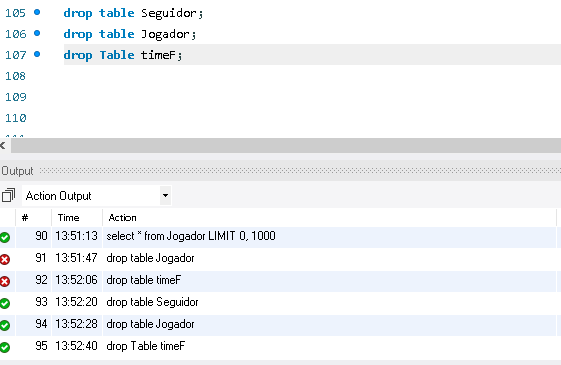 105 drop table Seguidor;
106 drop table Jogador;
107 drop Table timeF;
108
109
110
Output
Action Output
# Time Action
90 13:51:13 select * from Jogador LIMIT 0, 1000
91 13:51:47 drop table Jogador
92 13:52:06 drop table timeF
93 13:52:20 drop table Seguidor
94 13:52:28 drop table Jogador
95 13:52:40 drop Table timeF